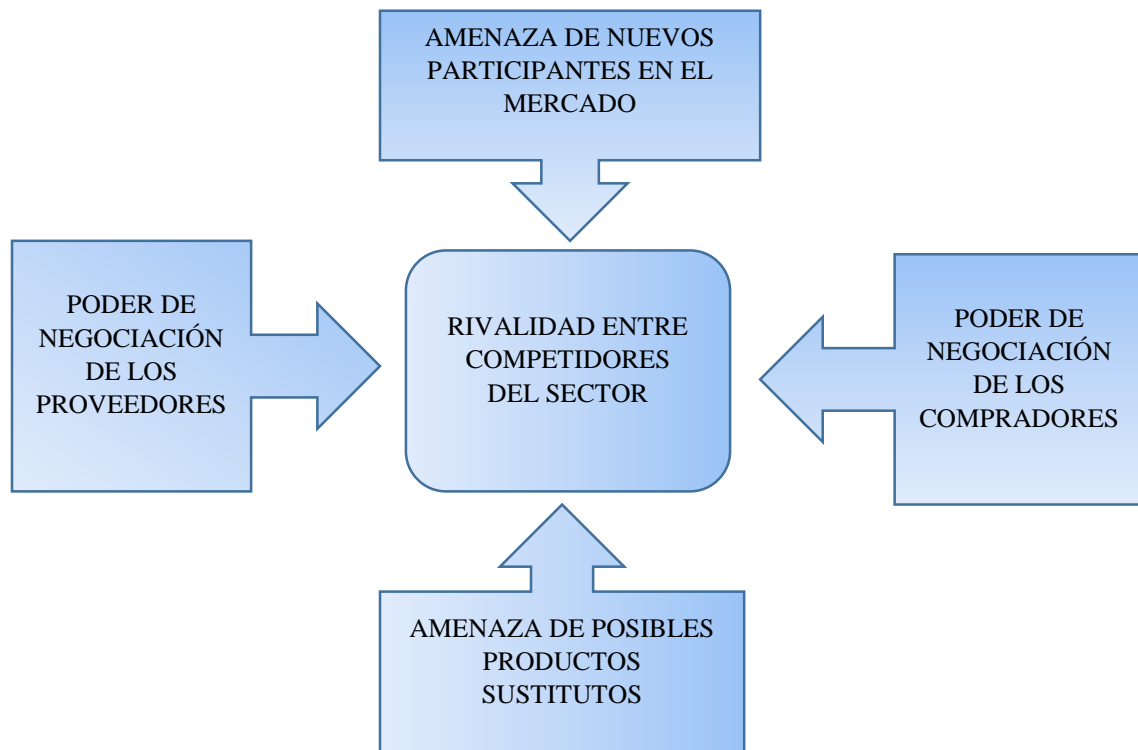 AMENAZA DE NUEVOS
PARTICIPANTES EN EL
MERCADO
PODER DE
NEGOCIACIÓN
DE LOS
PROVEEDORES
RIVALIDAD ENTRE
COMPETIDORES
DEL SECTOR
PODER DE
NEGOCIACIÓN
DE LOS
COMPRADORES
AMENAZA DE POSIBLES
PRODUCTOS
SUSTITUTOS